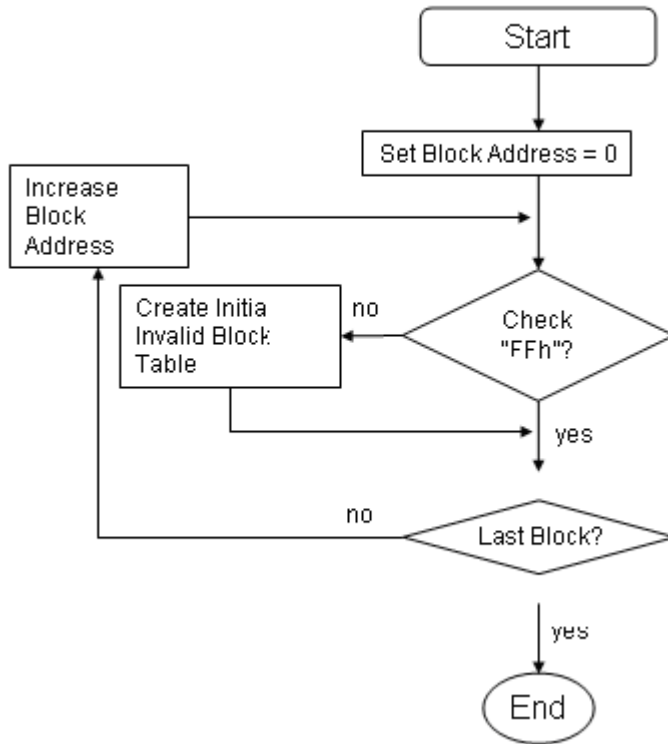 Start
Set Block Address = 0
Increase
Block
Address
Create Initia
Invalid Block
Table
no
Check
"FFh"?
yes
no
Last Block?
yes
End